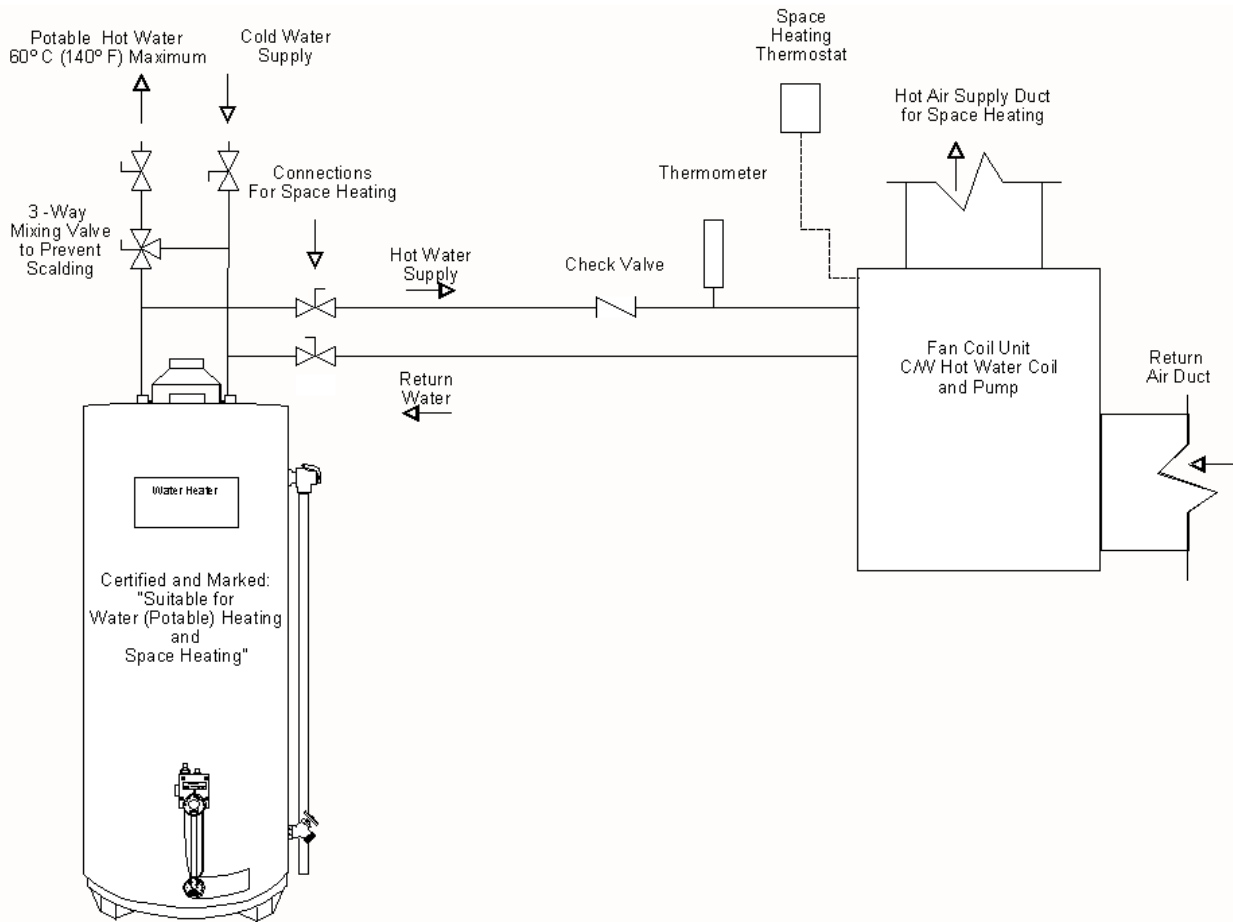 Potable Hot Water
60º C (140º F) Maximum
Cold Water
Supply
Space
Heating
Thermostat
Hot Air Supply Duct
for Space Heating
Connections
For Space Heating
Thermometer
3 -Way
Mixing Valve
to Prevent
Scalding
Hot Water
Supply
Check Valve
Fan Coil Unit
C/W Hot Water Coil
and Pump
Return
Air Duct
Return
Water
Water Heater
Certified and Marked:
"Suitable for
Water (Potable) Heating
and
Space Heating"